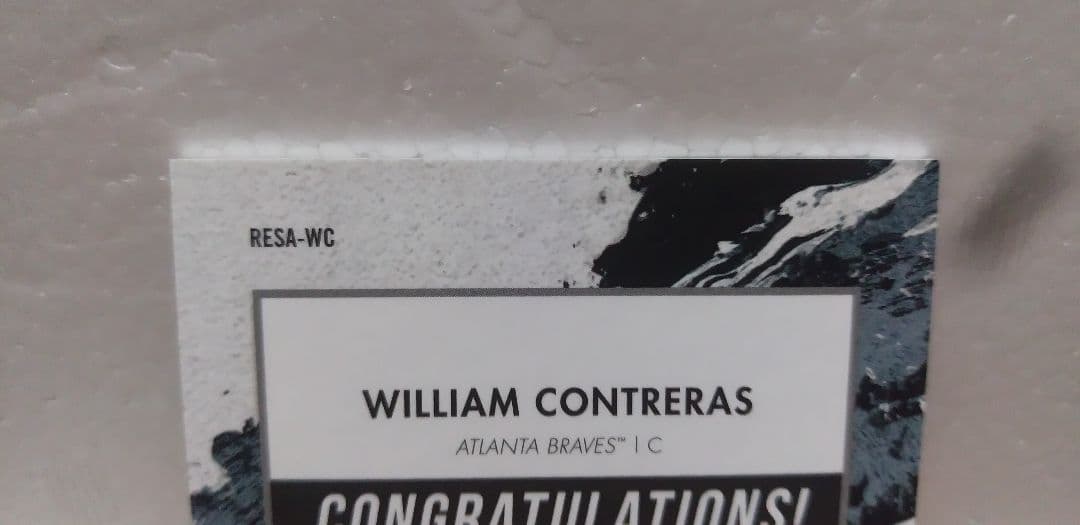 RESA-WC
WILLIAM CONTRERAS
ATLANTA BRAVES™ | C
CONGRATULATIONS!